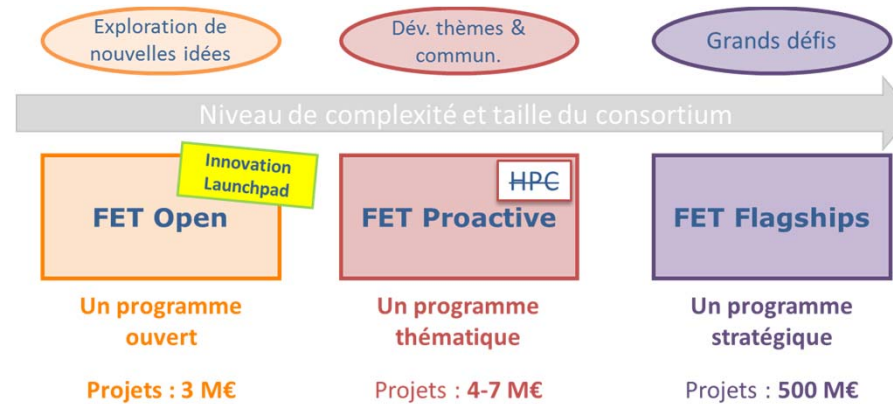 Exploration de
nouvelles idées
Dév. thèmes &
commun.
Grands défis
Niveau de complexité et taille du consortium
Innovation
Launchpad
FET Open
HPC
FET Proactive
FET Flagships
Un programme
ouvert
Un programme
thématique
Un programme
stratégique
Projets : 3 M€
Projets : 4-7 M€
Projets : 500 M€